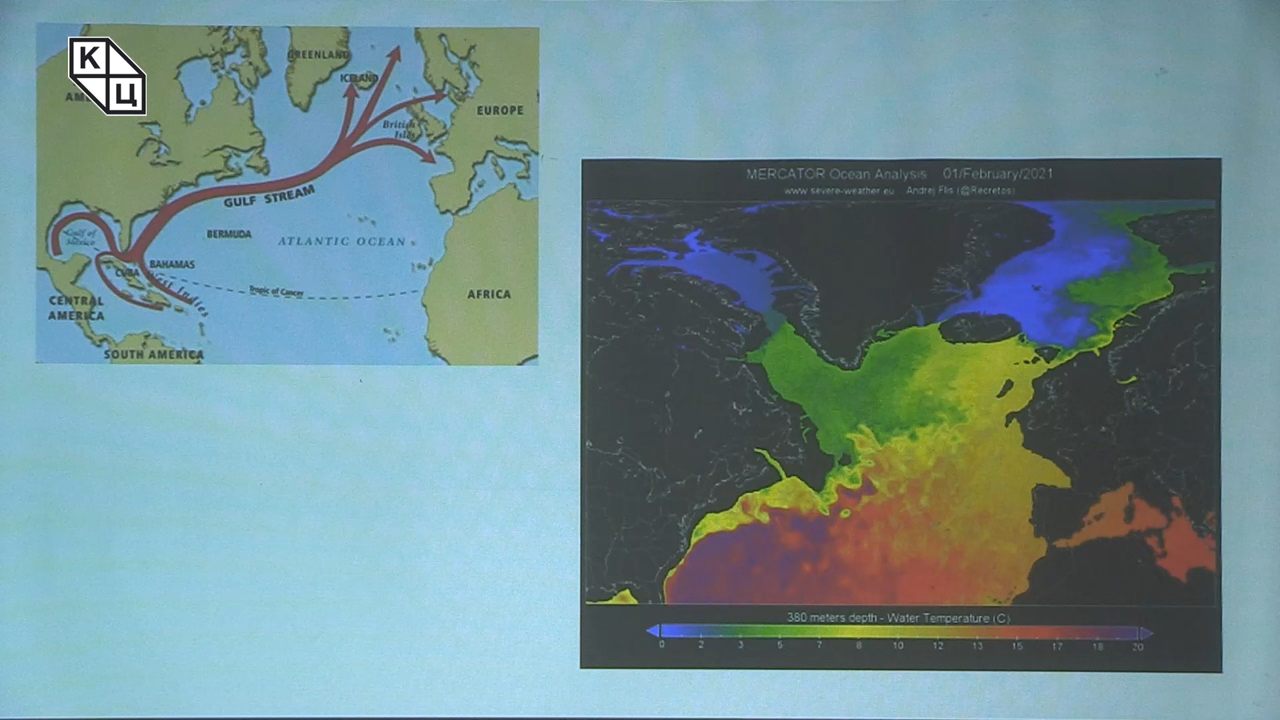 К
Ц
GREENLAND
ICELAND
British
Isles
EUROPE
GULF STREAM
BERMUDA
ATLANTIC OCEAN
Gulf of
Mexico
CUBA
BAHAMAS
West Indies
Tropic of Cancer
CENTRAL
AMERICA
AFRICA
SOUTH AMERICA
MERCATOR Ocean Analysis 01/February/2021
www.severe-weather.eu Andrej Flis (@Recretos)
380 meters depth - Water Temperature (C)
0 2 3 5 7 8 10 12 13 15 17 18 20